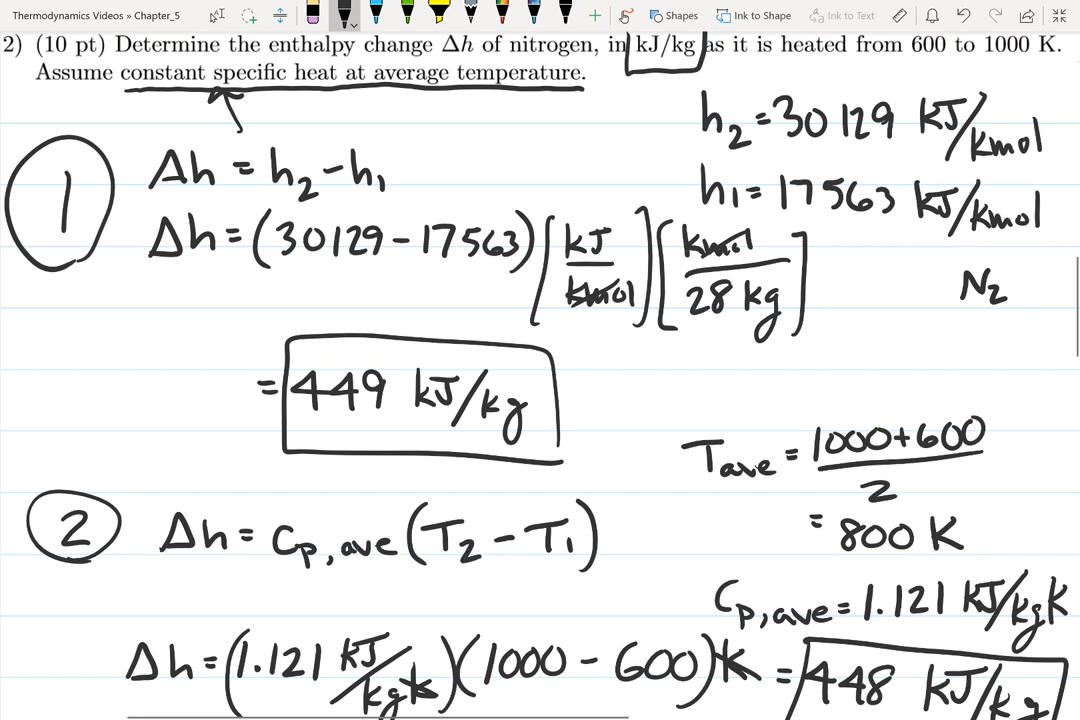 Thermodynamics Videos » Chapter_5
Shapes Ink to Shape Ink to Text
2) (10 pt) Determine the enthalpy change Δh of nitrogen, in kJ/kg as it is heated from 600 to 1000 K.
Assume constant specific heat at average temperature.
h₂ = 30129 kJ/kmol
1 Δh = h₂ - h₁
h₁ = 17563 kJ/kmol
Δh = (30129 - 17563) [kJ/kmol] [kmol/28 kg]
N₂
= 449 kJ/kg
Tave = 1000+600/2
= 800 K
2 Δh = Cp,ave (T₂ - T₁)
Cp,ave = 1.121 kJ/kgK
Δh = (1.121 kJ/kgK)(1000 - 600)K = 448 kJ/kg